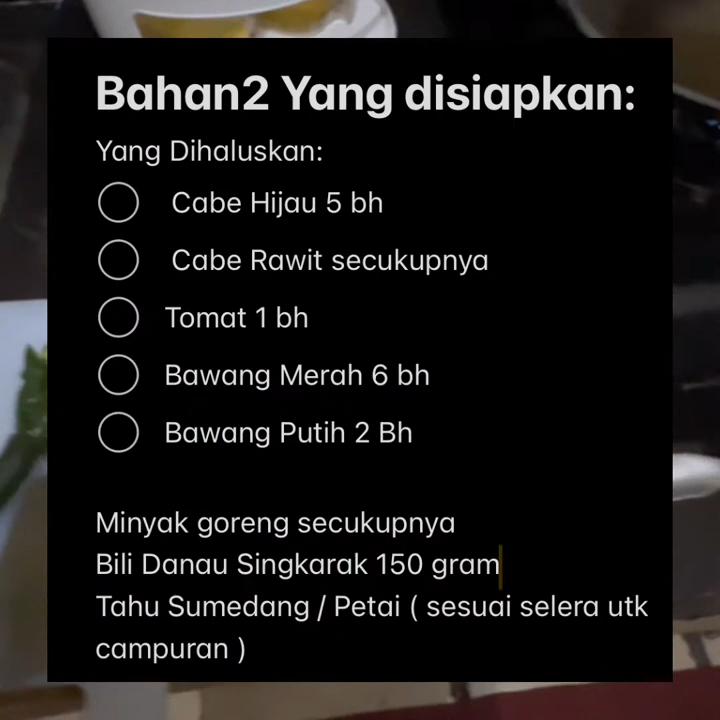 Bahan2 Yang disiapkan:
Yang Dihaluskan:
Cabe Hijau 5 bh
Cabe Rawit secukupnya
Tomat 1 bh
Bawang Merah 6 bh
Bawang Putih 2 Bh
Minyak goreng secukupnya
Bili Danau Singkarak 150 gram
Tahu Sumedang / Petai ( sesuai selera utk
campuran )